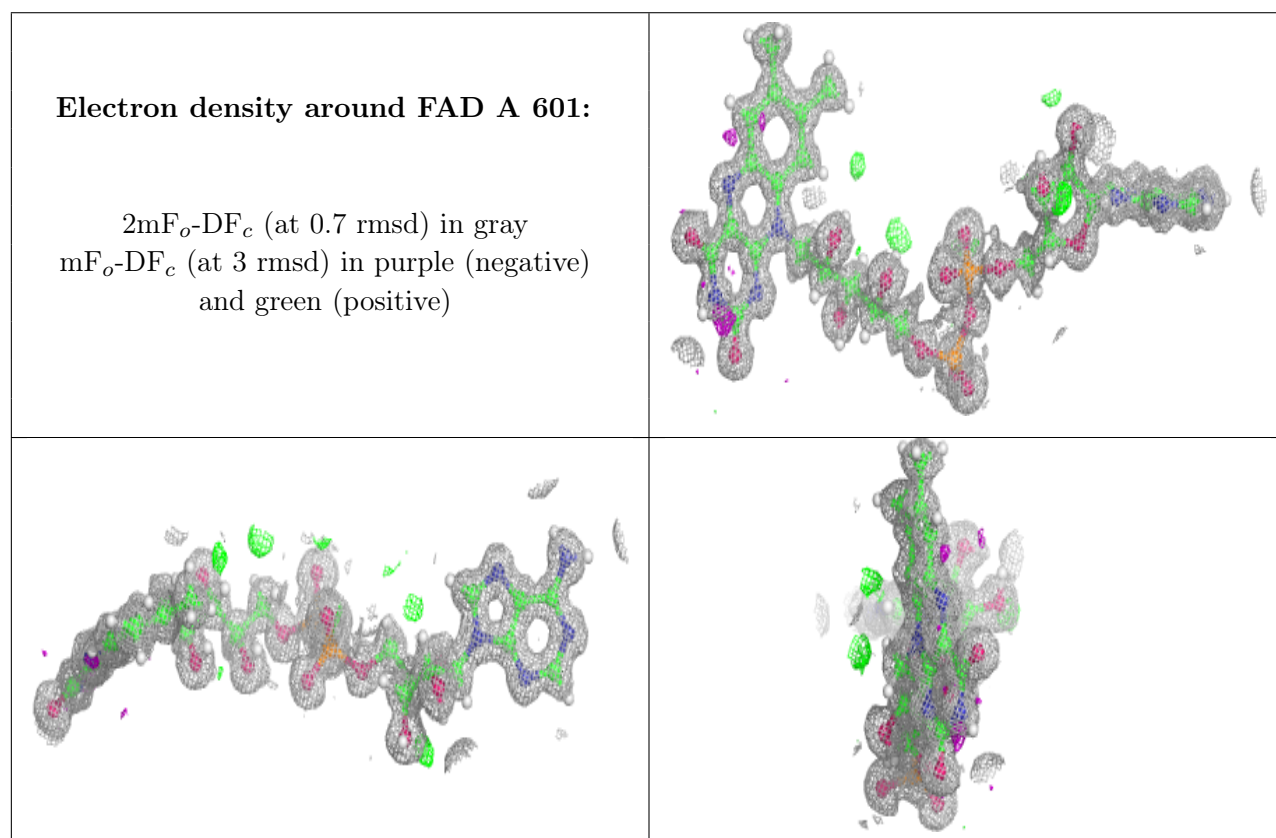 Electron density around FAD A 601:
2mFo-DFc (at 0.7 rmsd) in gray
mFo-DFc (at 3 rmsd) in purple (negative)
and green (positive)